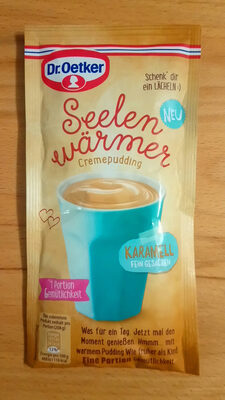 Dr.Oetker
Schenk' dir
ein LÄCHELN :)
NEU
Seelen
wärmer
Cremepudding
KARAMELL
FEIN GESALZEN
1 Portion
Gemütlichkeit
Was für ein Tag. Jetzt mal den
Moment genießen. Hmmm... mit
warmem Pudding Wie früher als Kind
Eine Portion Gemütlichkeit.